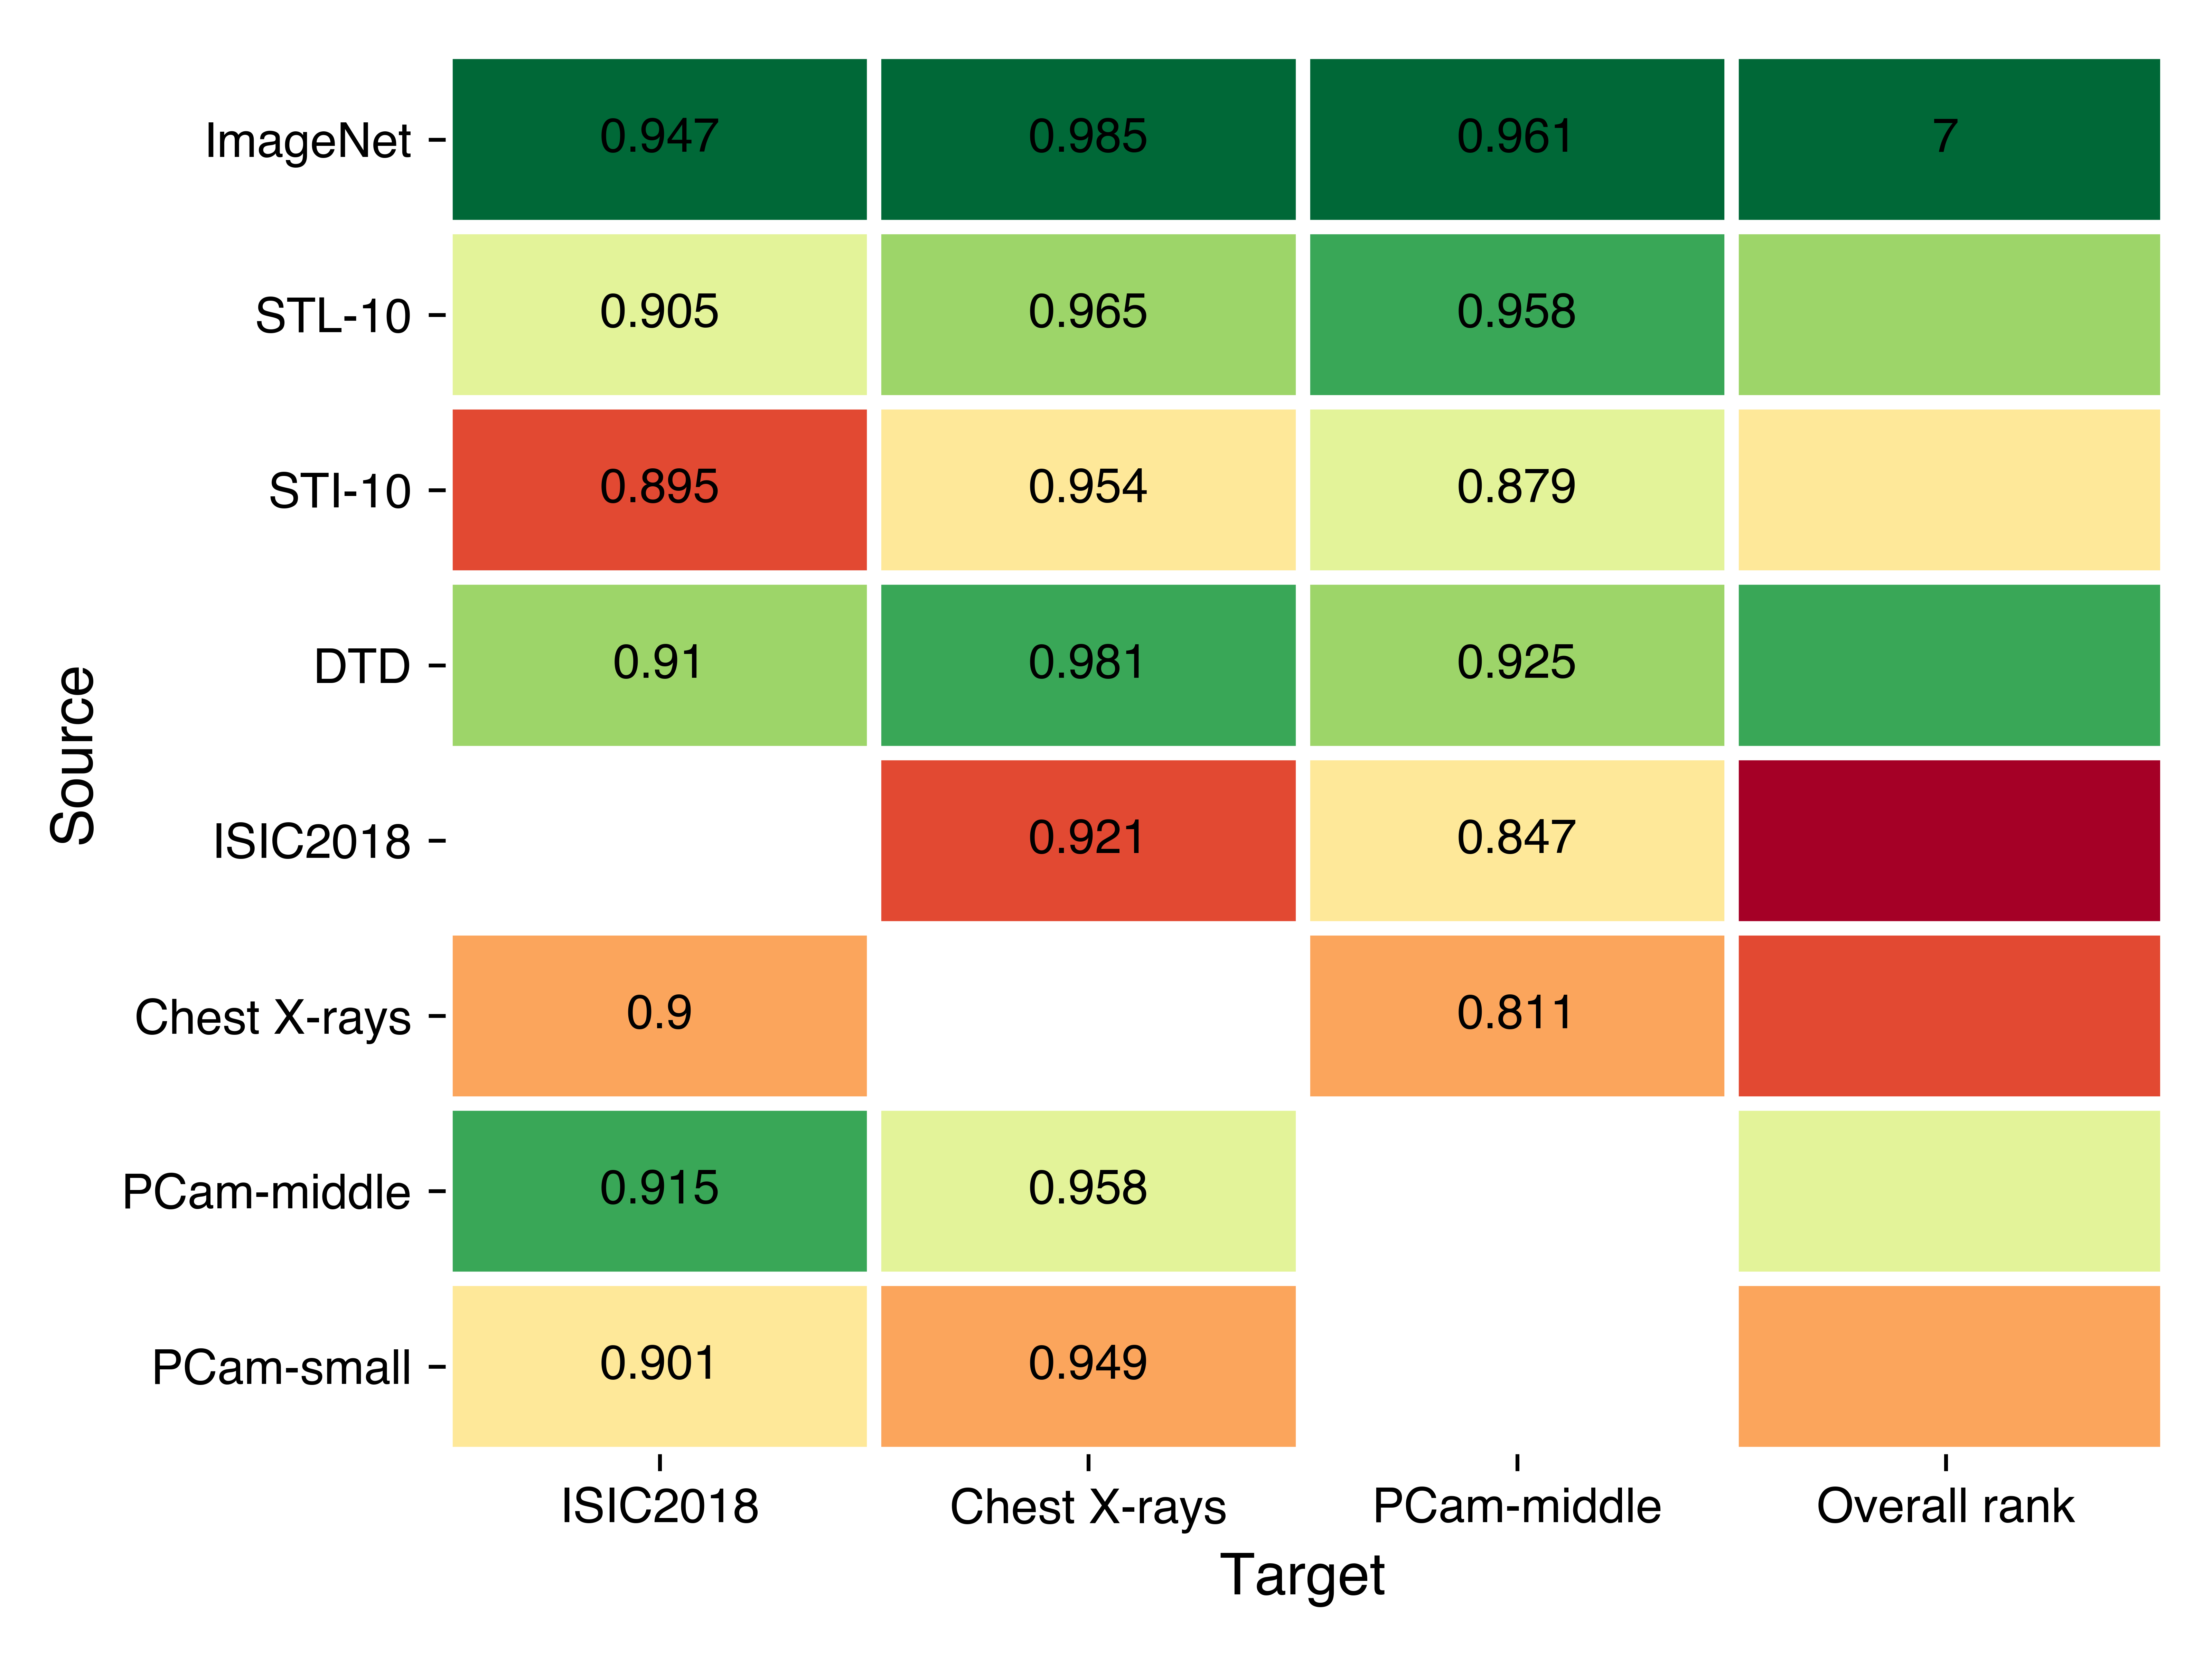 ImageNet 0.947 0.985 0.961 7
STL-10 0.905 0.965 0.958
STI-10 0.895 0.954 0.879
DTD 0.91 0.981 0.925
ISIC2018 0.921 0.847
Chest X-rays 0.9 0.811
PCam-middle 0.915 0.958
PCam-small 0.901 0.949
Source
ISIC2018 Chest X-rays PCam-middle Overall rank
Target